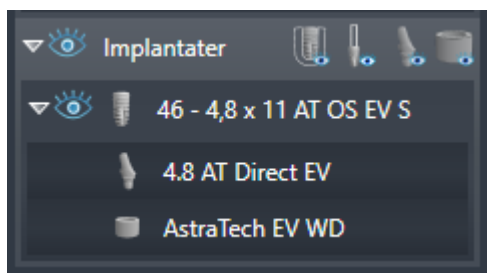 Implantater
46 - 4,8 x 11 AT OS EV S
4.8 AT Direct EV
AstraTech EV WD